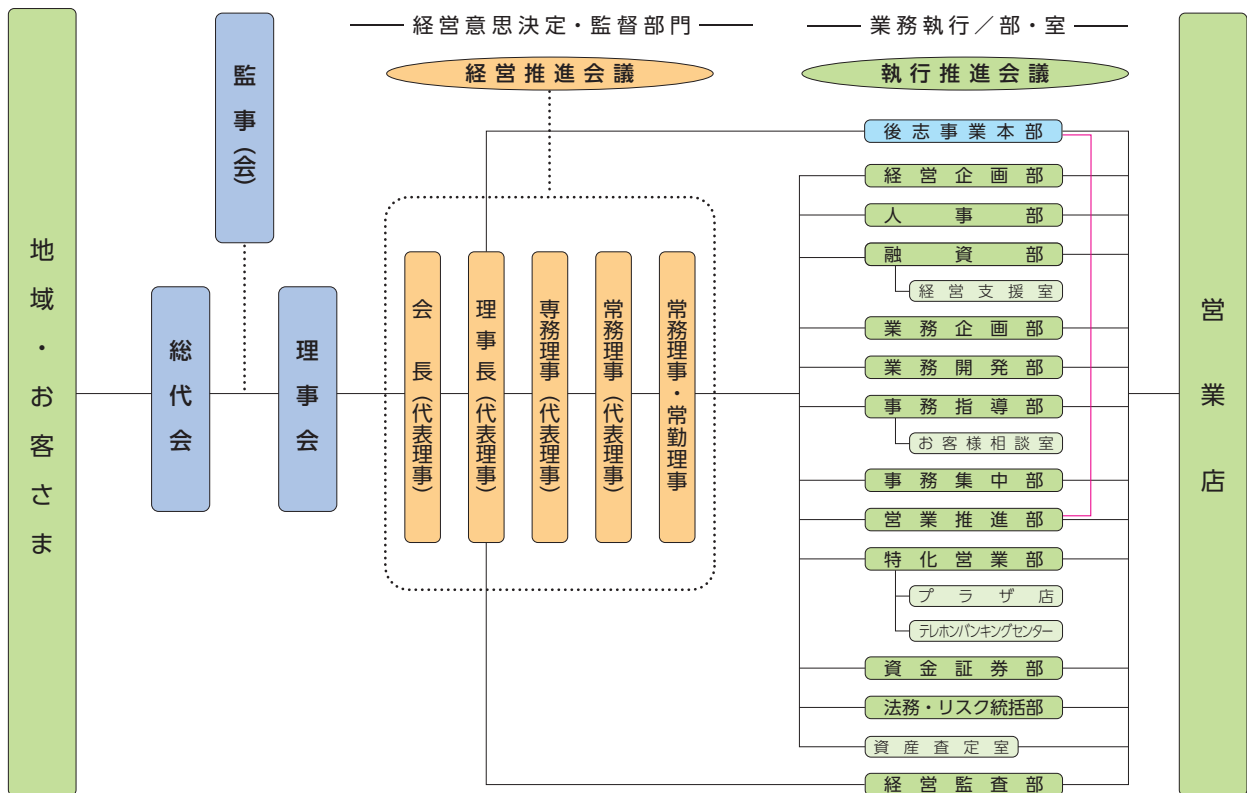 経営意思決定・監督部門
業務執行／部・室
経営推進会議
執行推進会議
地域・お客さま
監事(会)
総代会
理事会
会長(代表理事)
理事長(代表理事)
専務理事(代表理事)
常務理事(代表理事)
常務理事・常勤理事
後志事業本部
経営企画部
人事部
融資部
経営支援室
業務企画部
業務開発部
事務指導部
お客様相談室
事務集中部
営業推進部
特化営業部
プラザ店
テレホンバンキングセンター
資金証券部
法務・リスク統括部
資産査定室
経営監査部
営業店